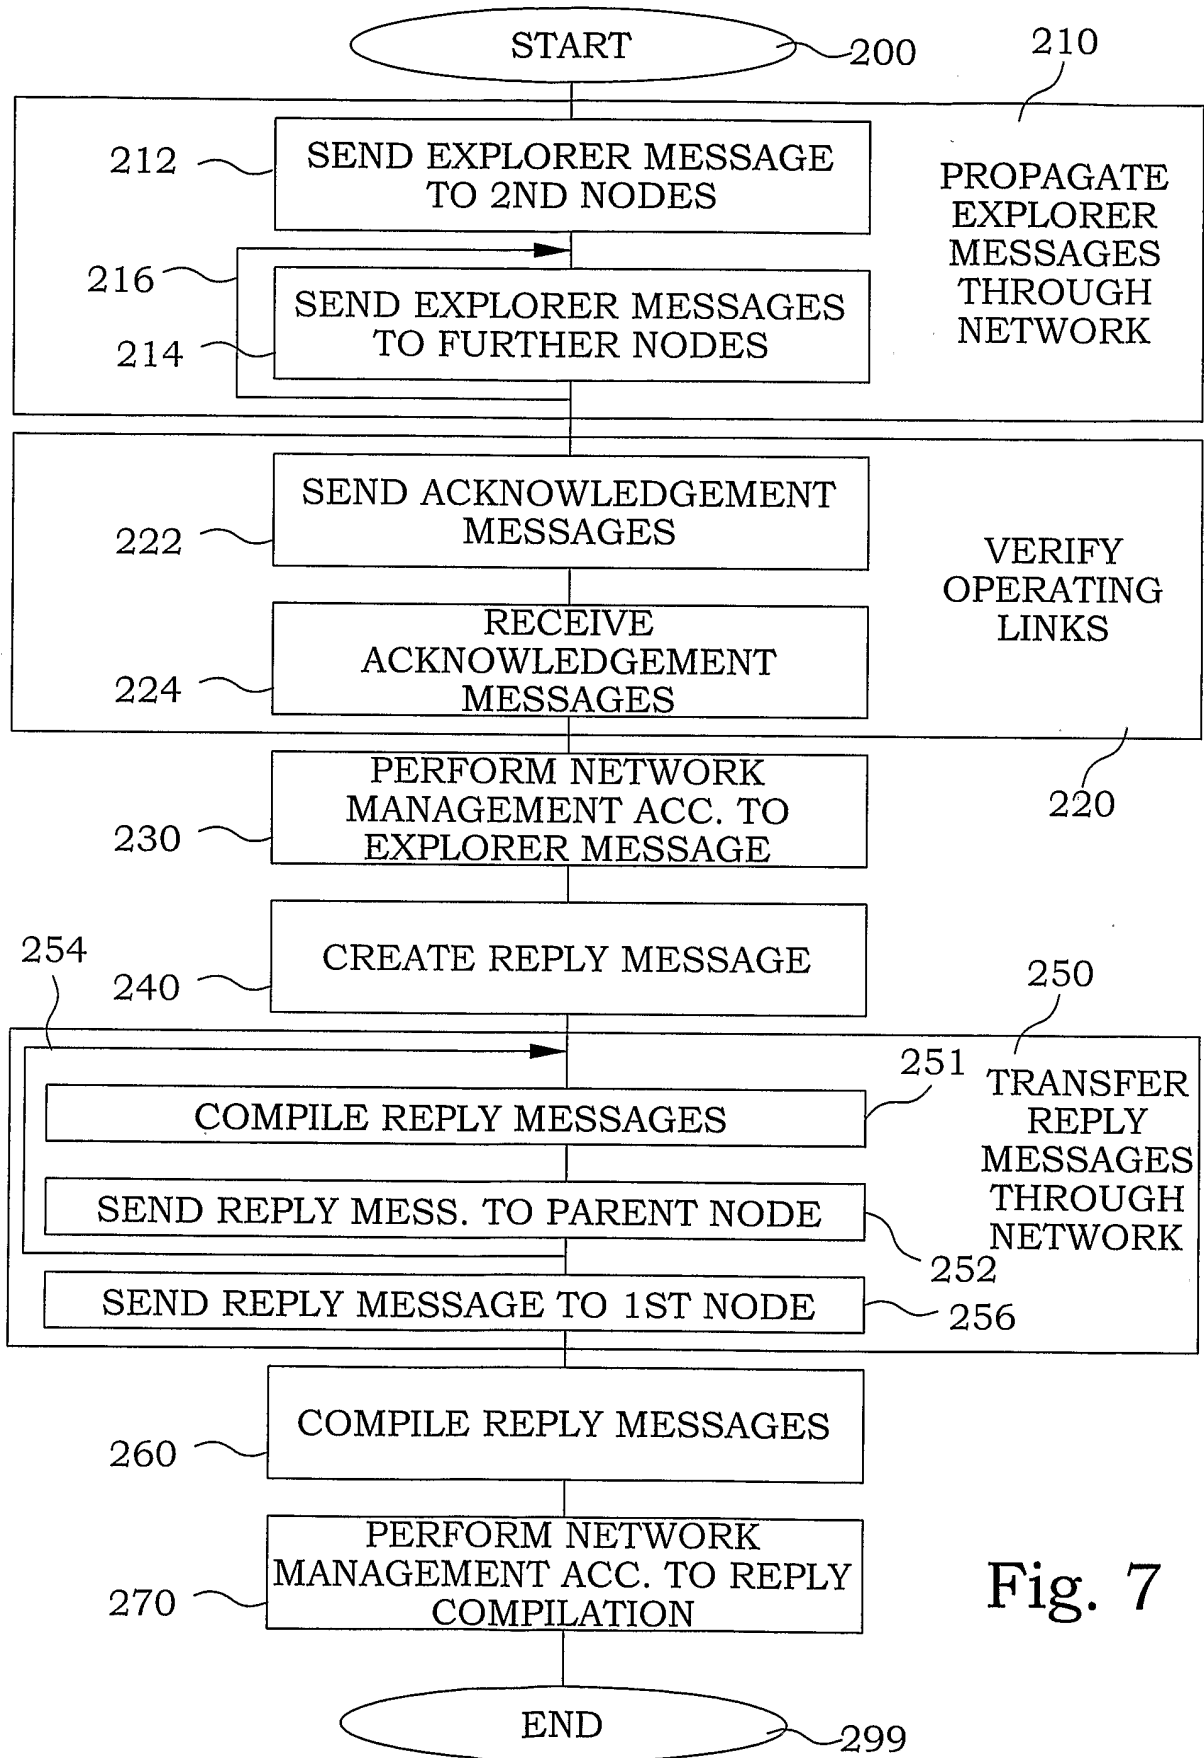 START
200
210
212
SEND EXPLORER MESSAGE
TO 2ND NODES
PROPAGATE
EXPLORER
MESSAGES
THROUGH
NETWORK
216
SEND EXPLORER MESSAGES
TO FURTHER NODES
214
SEND ACKNOWLEDGEMENT
MESSAGES
222
VERIFY
OPERATING
LINKS
RECEIVE
ACKNOWLEDGEMENT
MESSAGES
224
220
PERFORM NETWORK
MANAGEMENT ACC. TO
EXPLORER MESSAGE
230
254
CREATE REPLY MESSAGE
240
250
251
TRANSFER
REPLY
MESSAGES
THROUGH
NETWORK
COMPILE REPLY MESSAGES
SEND REPLY MESS. TO PARENT NODE
252
SEND REPLY MESSAGE TO 1ST NODE
256
COMPILE REPLY MESSAGES
260
PERFORM NETWORK
MANAGEMENT ACC. TO REPLY
COMPILATION
270
Fig. 7
END
299